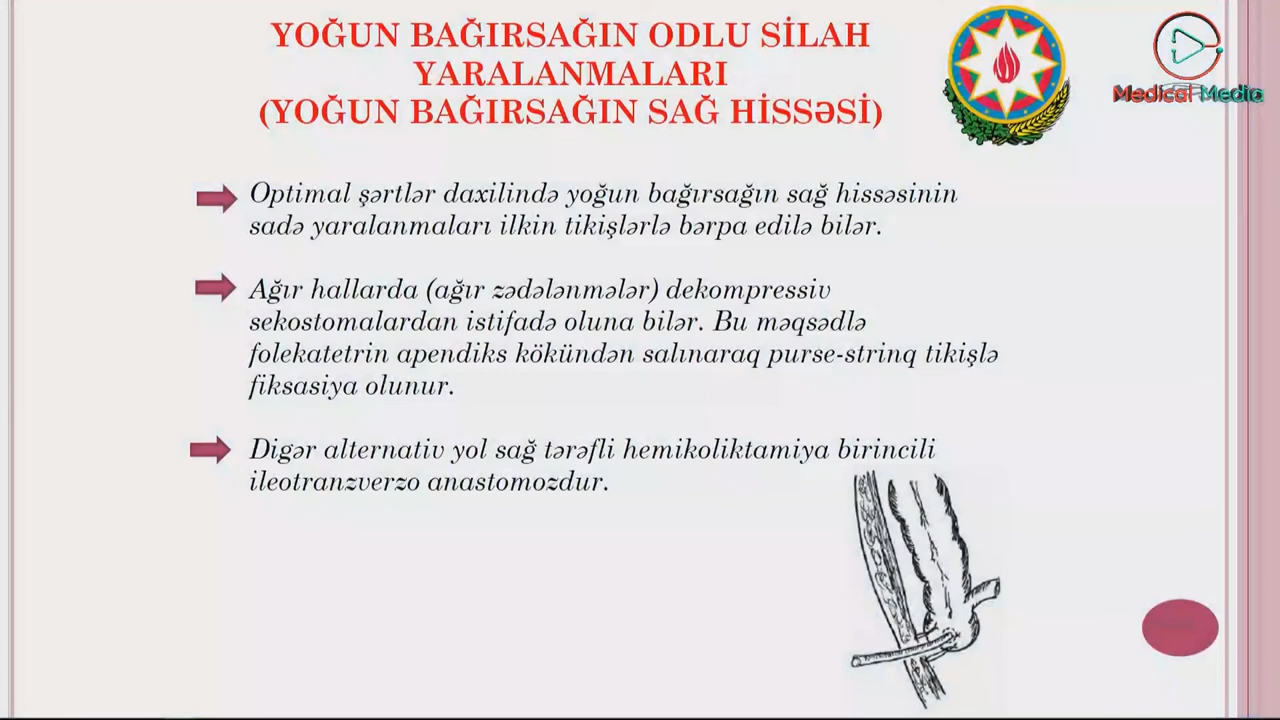 YOĞUN BAĞIRSAĞIN ODLU SİLAH
YARALANMALARI
(YOĞUN BAĞIRSAĞIN SAĞ HİSSƏSİ)
Medical Media
Optimal şərtlər daxilində yoğun bağırsağın sağ hissəsinin
sadə yaralanmaları ilkin tikişlərlə bərpa edilə bilər.
Ağır hallarda (ağır zədələnmələr) dekompressiv
sekostomalardan istifadə oluna bilər. Bu məqsədlə
folekatetrin apendiks kökündən salınaraq purse-strinq tikişlə
fiksasiya olunur.
Digər alternativ yol sağ tərəfli hemikoliktamiya birincili
ileotranzverzo anastomozdur.